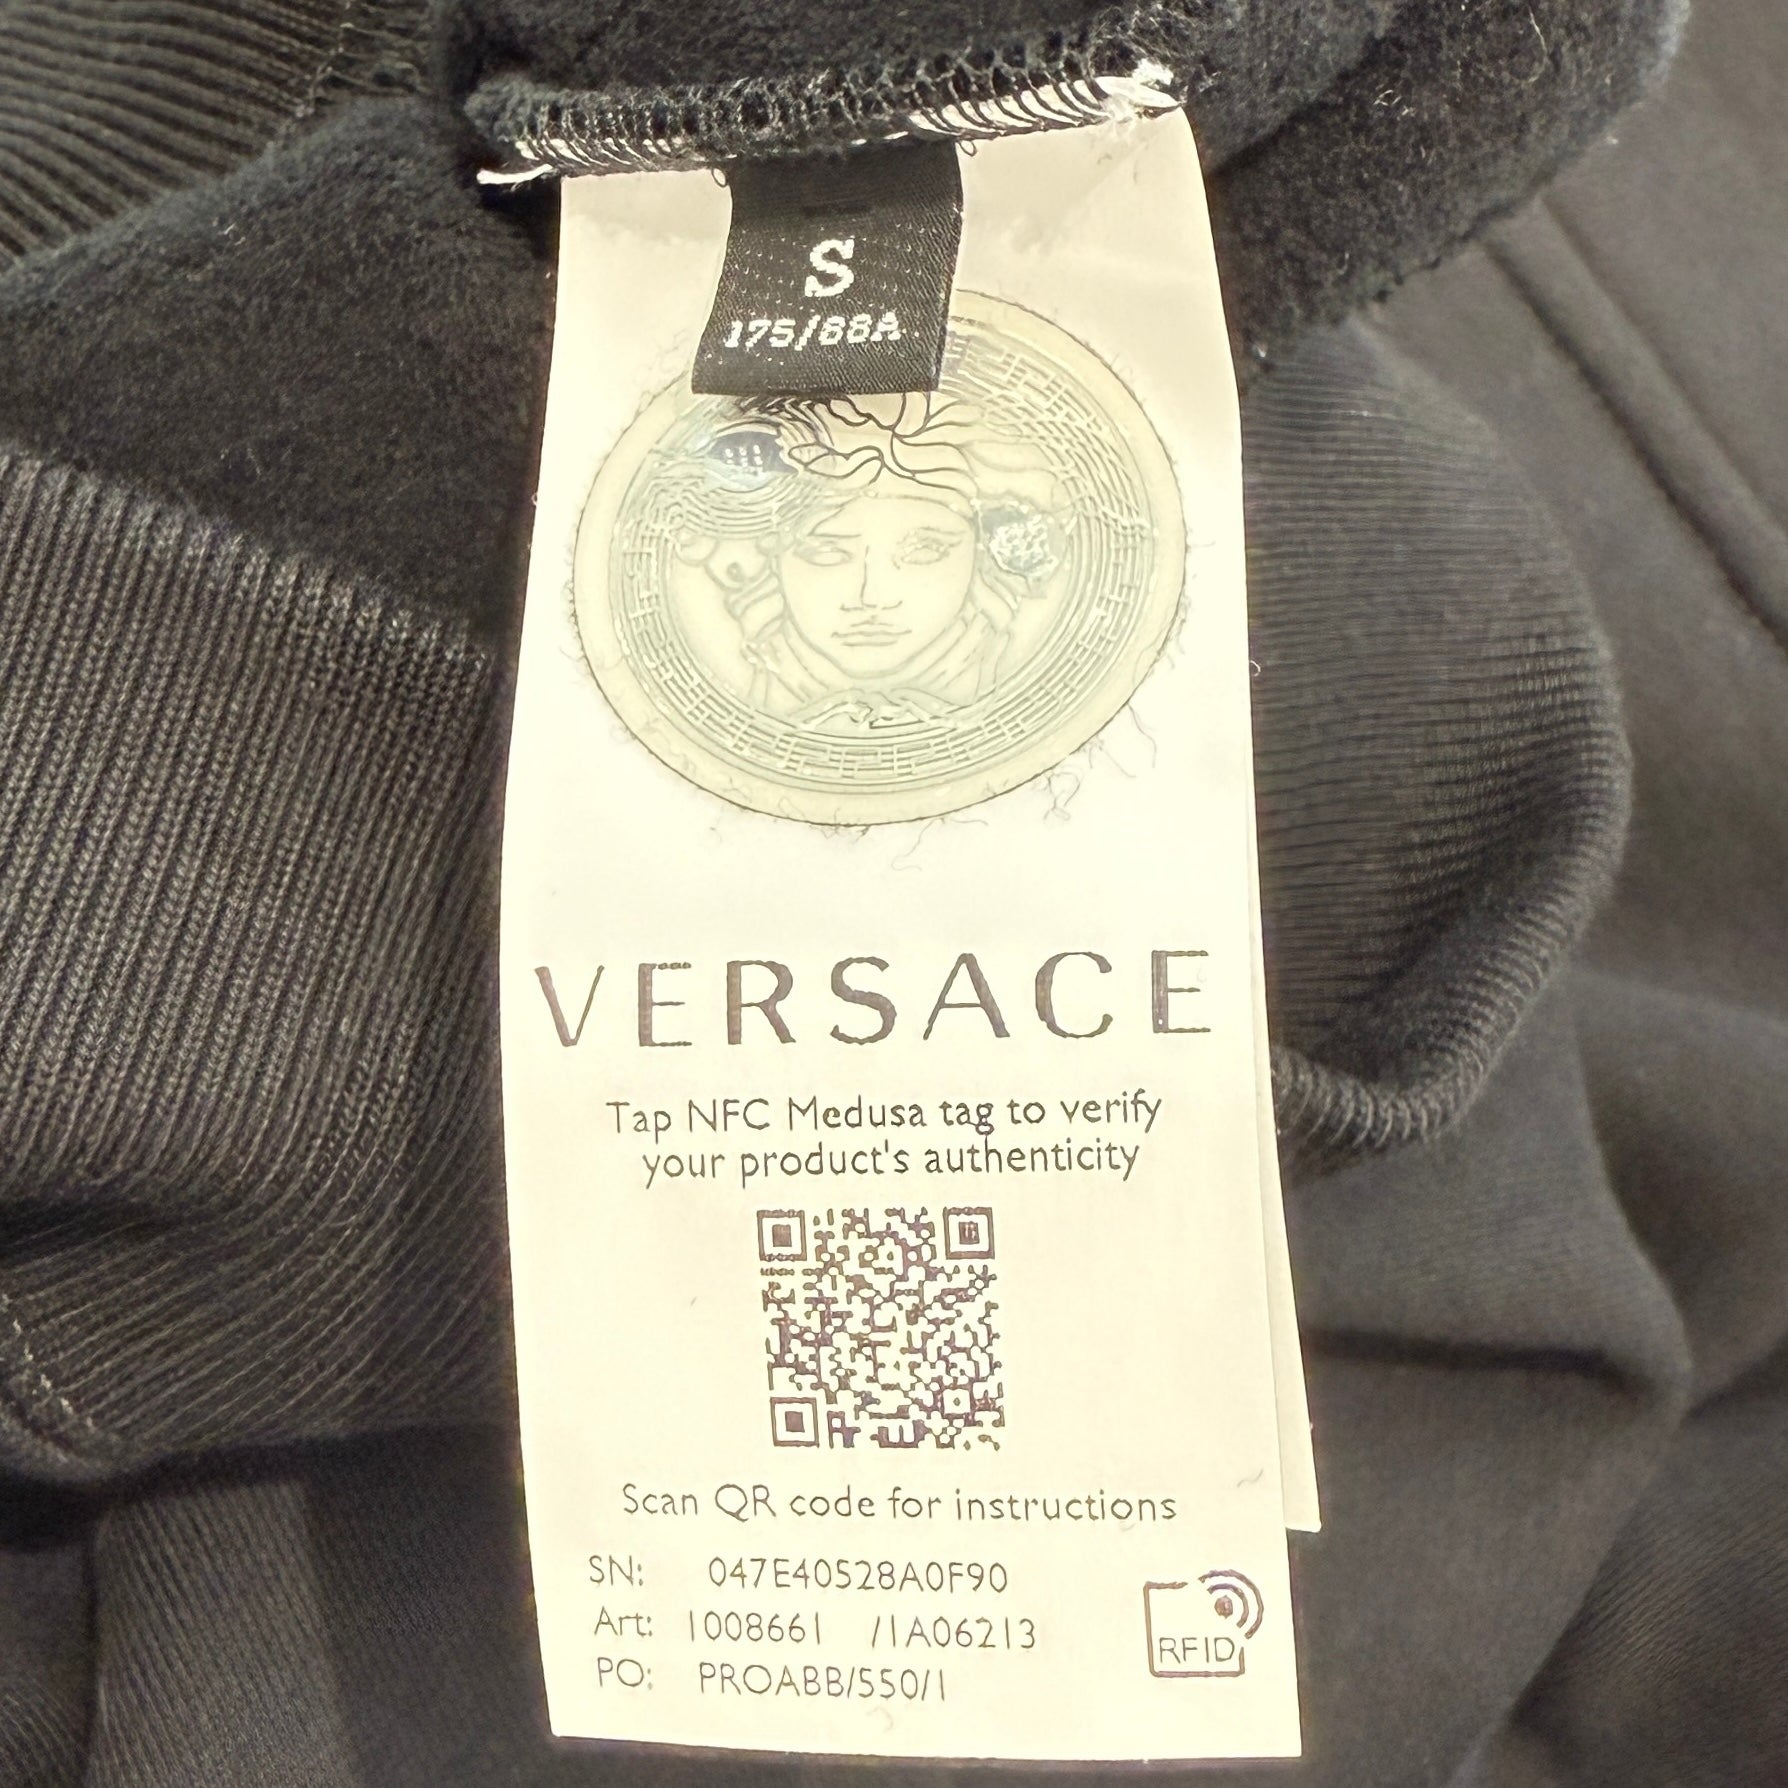 S
175/88A
VERSACE
Tap NFC Medusa tag to verify
your product's authenticity
Scan QR code for instructions
SN: 047E40528A0F90
Art: 1008661 /1A06213
PO: PROABB/550/1
RFID